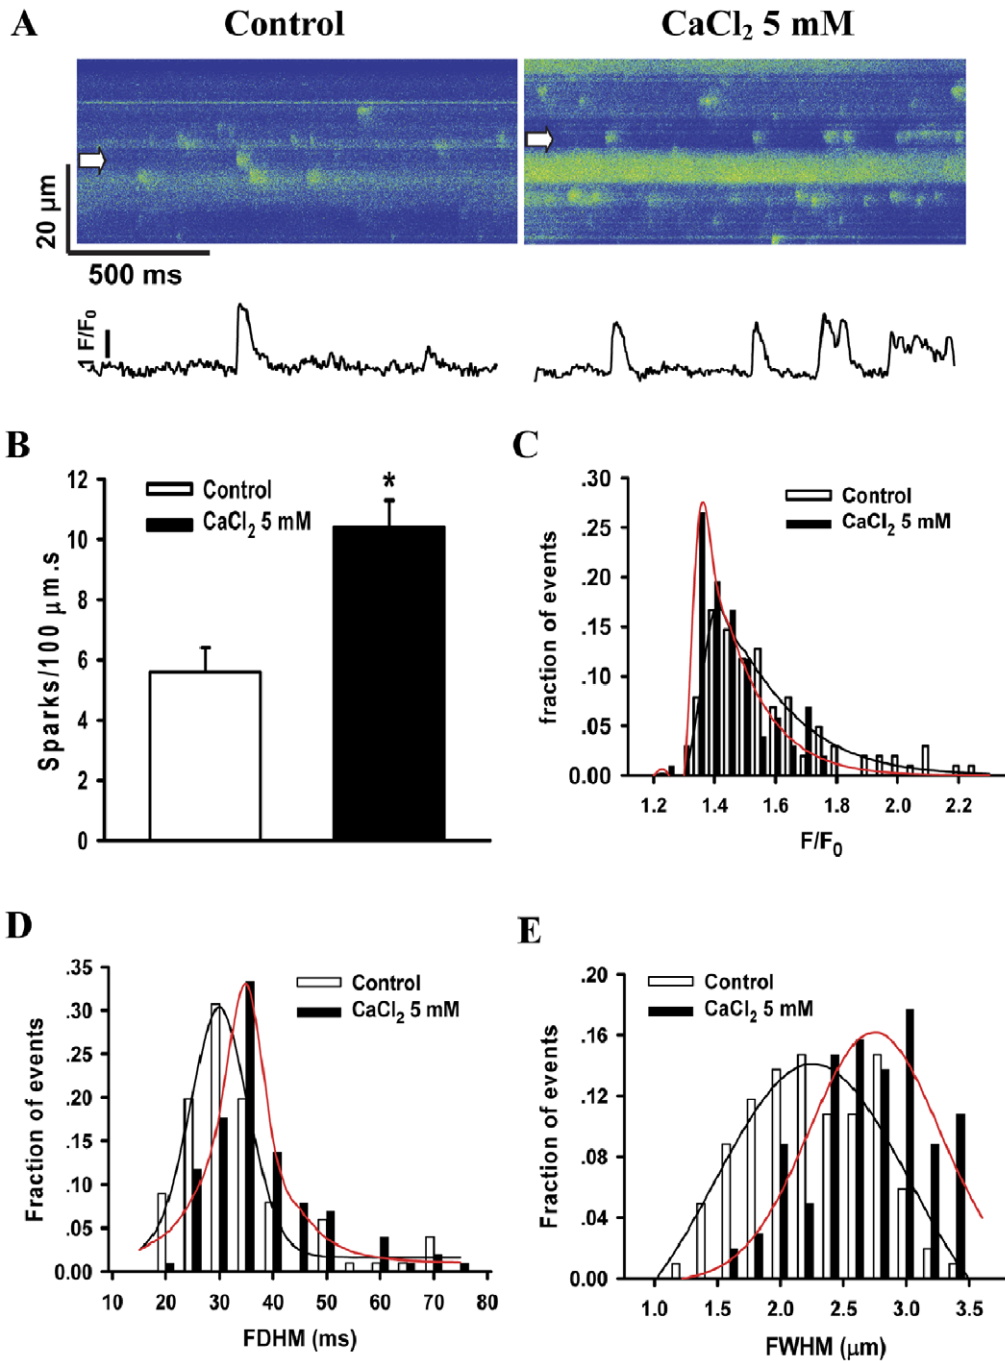 A
Control
CaCl₂ 5 mM
20 µm
500 ms
1 F/F₀
B
Sparks/100 µm.s
12
10
8
6
4
2
0
Control
CaCl₂ 5 mM
*
C
fraction of events
.30
.25
.20
.15
.10
.05
0.00
Control
CaCl₂ 5 mM
1.2 1.4 1.6 1.8 2.0 2.2
F/F₀
D
Fraction of events
.35
.30
.25
.20
.15
.10
.05
0.00
Control
CaCl₂ 5 mM
10 20 30 40 50 60 70 80
FDHM (ms)
E
Fraction of events
.20
.16
.12
.08
.04
0.00
Control
CaCl₂ 5 mM
1.0 1.5 2.0 2.5 3.0 3.5
FWHM (µm)